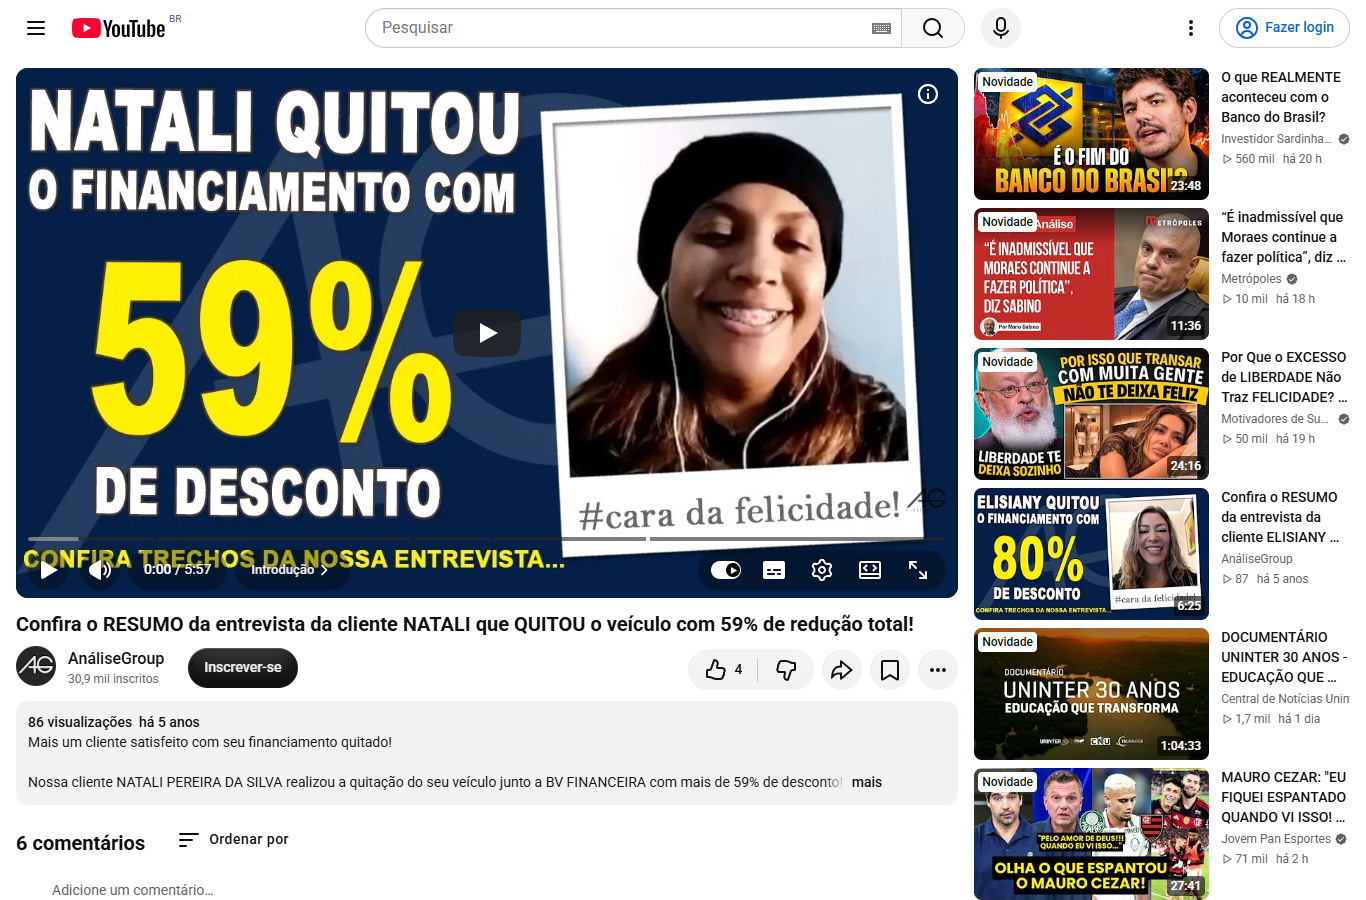 YouTube
BR
Pesquisar
Fazer login
NATALI QUITOU
O FINANCIAMENTO COM
59%
DE DESCONTO
CONFIRA TRECHOS DA NOSSA ENTREVISTA...
#cara da felicidade!
AG
0:00 / 5:57
Introdução
Confira o RESUMO da entrevista da cliente NATALI que QUITOU o veículo com 59% de redução total!
AG
AnáliseGroup
30,9 mil inscritos
Inscrever-se
4
86 visualizações há 5 anos
Mais um cliente satisfeito com seu financiamento quitado!
Nossa cliente NATALI PEREIRA DA SILVA realizou a quitação do seu veículo junto a BV FINANCEIRA com mais de 59% de desconto!
mais
6 comentários
Ordenar por
Adicione um comentário...
Novidade
É O FIM DO
BANCO DO BRASIL
23:48
O que REALMENTE
aconteceu com o
Banco do Brasil?
Investidor Sardinha...
560 mil há 20 h
Novidade
Análise
METRÓPOLES
“É INADMISSÍVEL QUE
MORAES CONTINUE A
FAZER POLÍTICA”,
DIZ SABINO
Por Mario Sabino
11:36
“É inadmissível que
Moraes continue a
fazer política”, diz ...
Metrópoles
10 mil há 18 h
Novidade
POR ISSO QUE TRANSAR
COM MUITA GENTE
NÃO TE DEIXA FELIZ
LIBERDADE TE
DEIXA SOZINHO
24:16
Por Que o EXCESSO
de LIBERDADE Não
Traz FELICIDADE? ...
Motivadores de Su...
50 mil há 19 h
ELISIANY QUITOU
O FINANCIAMENTO COM
80%
DE DESCONTO
CONFIRA TRECHOS DA NOSSA ENTREVISTA...
#cara da felicidade!
6:25
Confira o RESUMO
da entrevista da
cliente ELISIANY ...
AnáliseGroup
87 há 5 anos
Novidade
DOCUMENTÁRIO
UNINTER 30 ANOS
EDUCAÇÃO QUE TRANSFORMA
UNINTER
CNU
1:04:33
DOCUMENTÁRIO
UNINTER 30 ANOS -
EDUCAÇÃO QUE ...
Central de Notícias Unin
1,7 mil há 1 dia
Novidade
"PELO AMOR DE DEUS!!!
QUANDO EU VI ISSO..."
OLHA O QUE ESPANTOU
O MAURO CEZAR!
27:41
MAURO CEZAR: "EU
FIQUEI ESPANTADO
QUANDO VI ISSO! ...
Jovem Pan Esportes
71 mil há 2 h